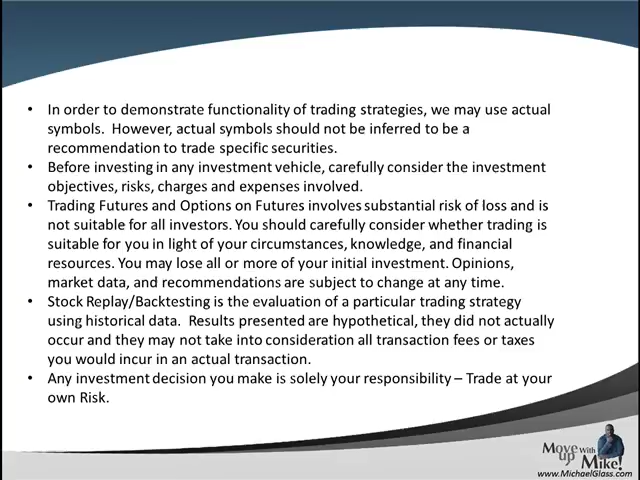 • In order to demonstrate functionality of trading strategies, we may use actual
symbols.  However, actual symbols should not be inferred to be a
recommendation to trade specific securities.
• Before investing in any investment vehicle, carefully consider the investment
objectives, risks, charges and expenses involved.
• Trading Futures and Options on Futures involves substantial risk of loss and is
not suitable for all investors. You should carefully consider whether trading is
suitable for you in light of your circumstances, knowledge, and financial
resources. You may lose all or more of your initial investment. Opinions,
market data, and recommendations are subject to change at any time.
• Stock Replay/Backtesting is the evaluation of a particular trading strategy
using historical data.  Results presented are hypothetical, they did not actually
occur and they may not take into consideration all transaction fees or taxes
you would incur in an actual transaction.
• Any investment decision you make is solely your responsibility – Trade at your
own Risk.
Move up With Mike!
www.MichaelGlass.com